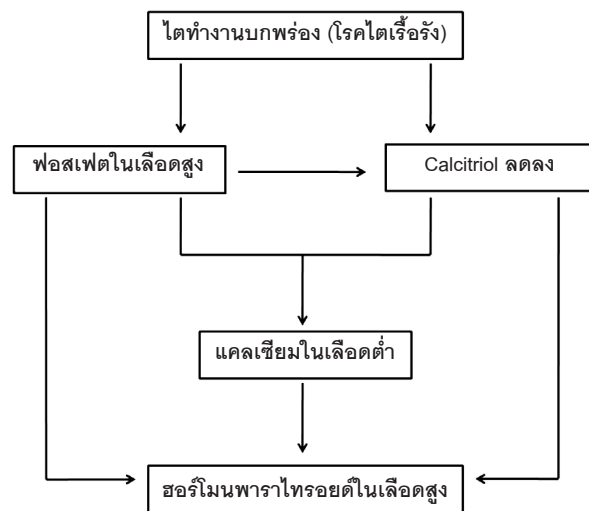 ไตทำงานบกพร่อง (โรคไตเรื้อรัง)
ฟอสเฟตในเลือดสูง
Calcitriol ลดลง
แคลเซียมในเลือดต่ำ
ฮอร์โมนพาราไทรอยด์ในเลือดสูง